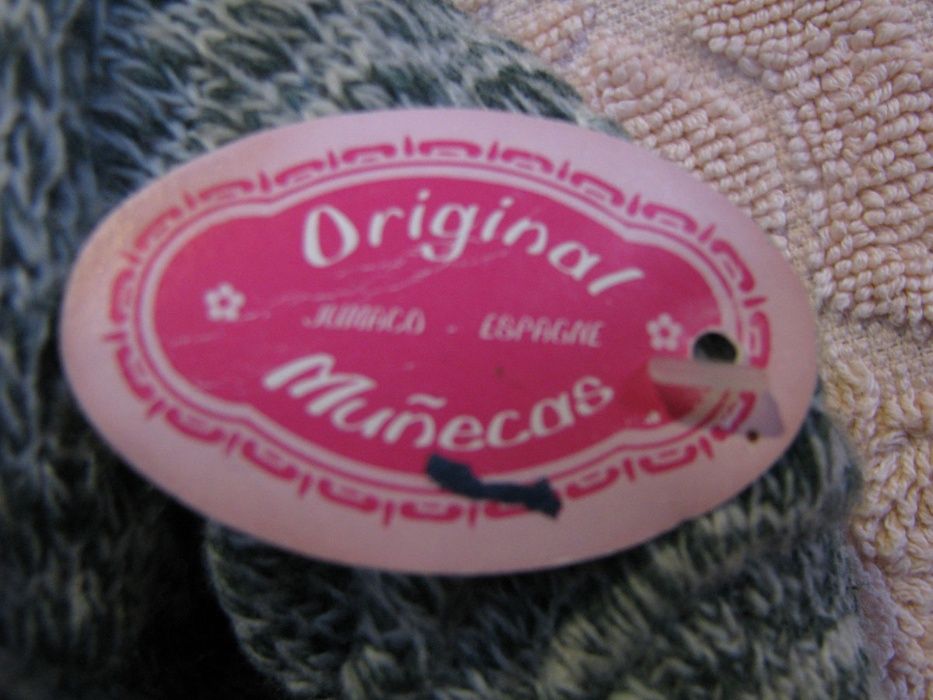 Original
JUMACO - ESPAGNE
Muñecas